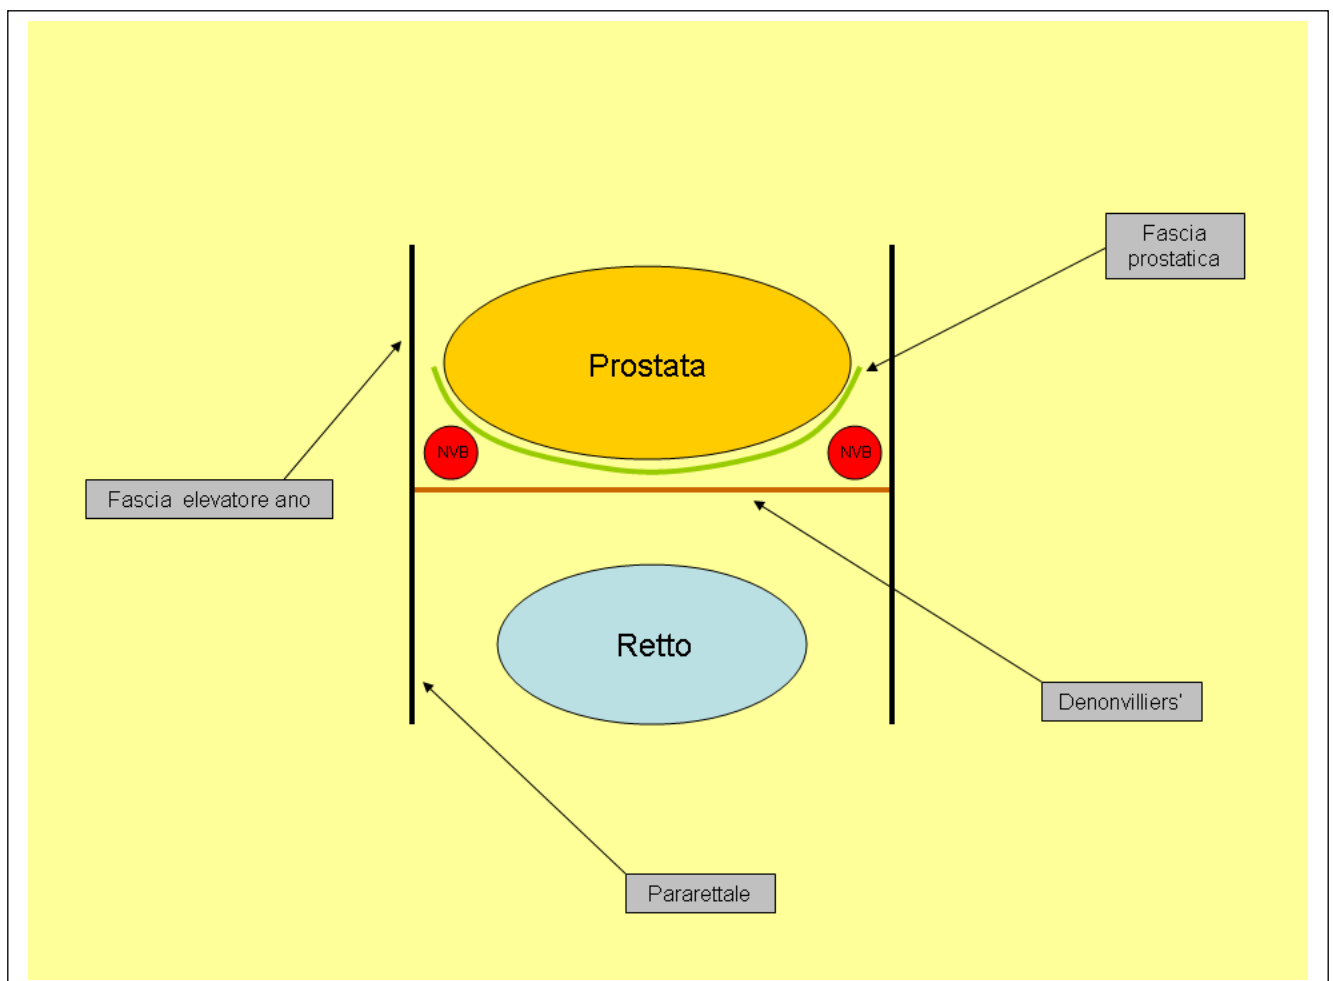 Fascia
prostatica
Prostata
NVB
NVB
Fascia elevatore ano
Retto
Denonvilliers'
Pararettale